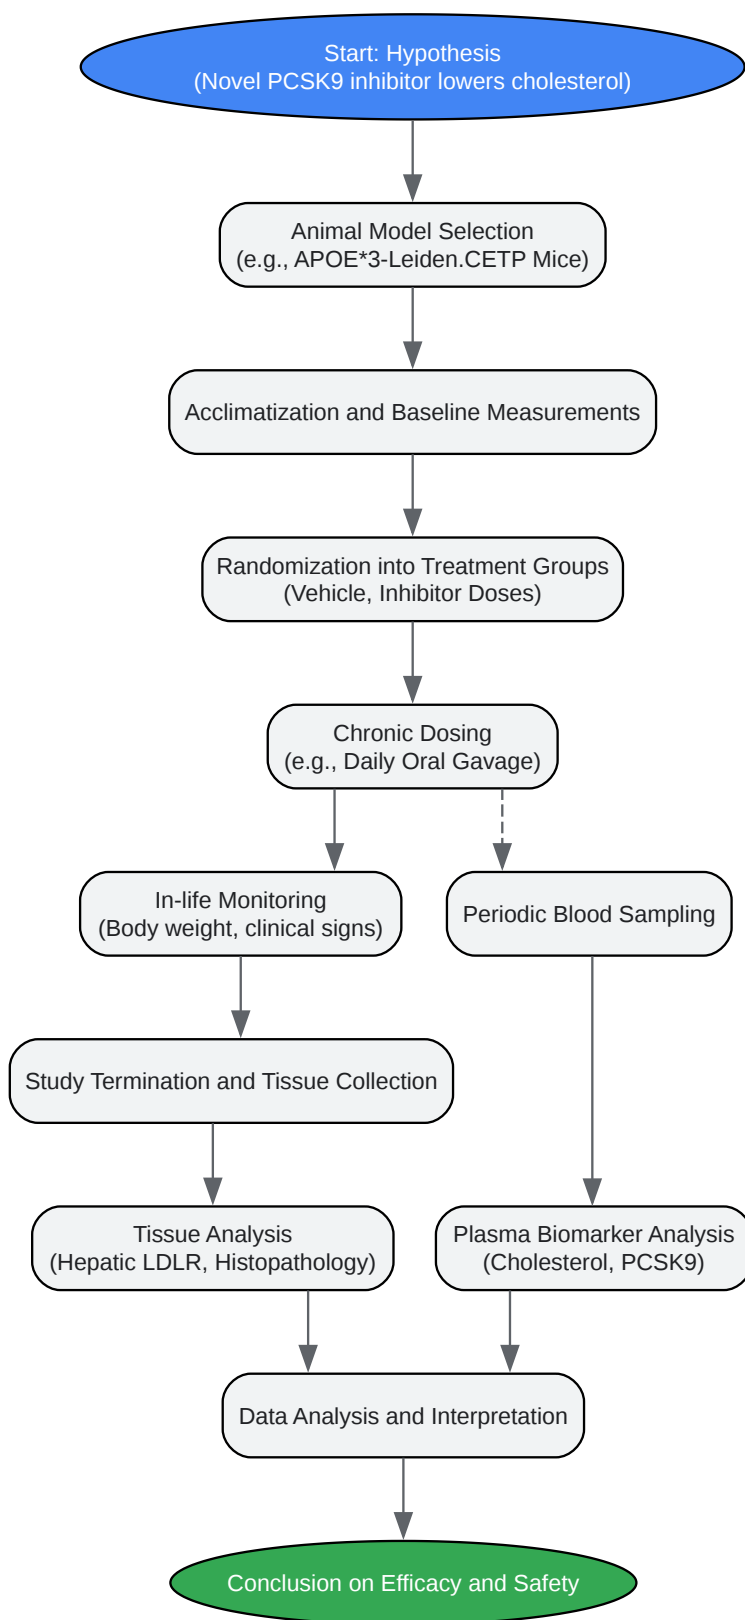 Start: Hypothesis
(Novel PCSK9 inhibitor lowers cholesterol)
Animal Model Selection
(e.g., APOE*3-Leiden.CETP Mice)
Acclimatization and Baseline Measurements
Randomization into Treatment Groups
(Vehicle, Inhibitor Doses)
Chronic Dosing
(e.g., Daily Oral Gavage)
In-life Monitoring
(Body weight, clinical signs)
Periodic Blood Sampling
Study Termination and Tissue Collection
Tissue Analysis
(Hepatic LDLR, Histopathology)
Plasma Biomarker Analysis
(Cholesterol, PCSK9)
Data Analysis and Interpretation
Conclusion on Efficacy and Safety